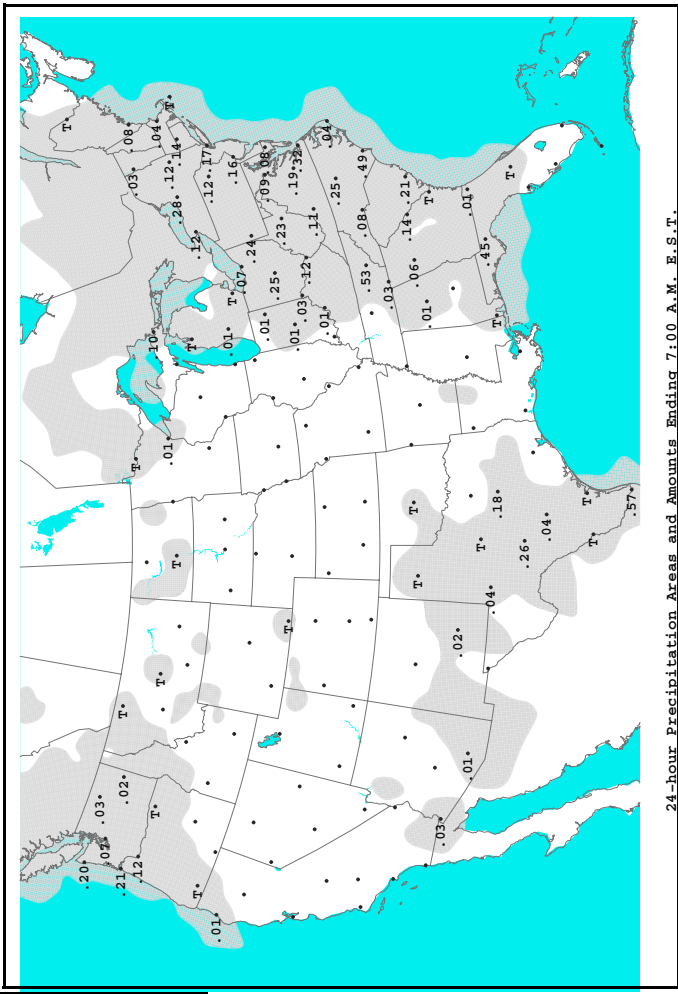 T
.20
.03
.07
.21
T
.02
.08
.03
T
.12
.10
T
.04
T
.01
.12
T
.14
T
.28
T
.12
T
.17
.12
.01
.01
T
.16
.07
.24
.01
.09
.08
.25
.23
T
.01
.19
.32
.03
.12
.11
.01
.04
.25
.49
.08
.53
.03
.21
.14
.06
T
T
.01
T
.03
.02
.01
.01
T
.45
.04
T
.18
T
.26
.04
T
T
.57
24-hour Precipitation Areas and Amounts Ending 7:00 A.M. E.S.T.